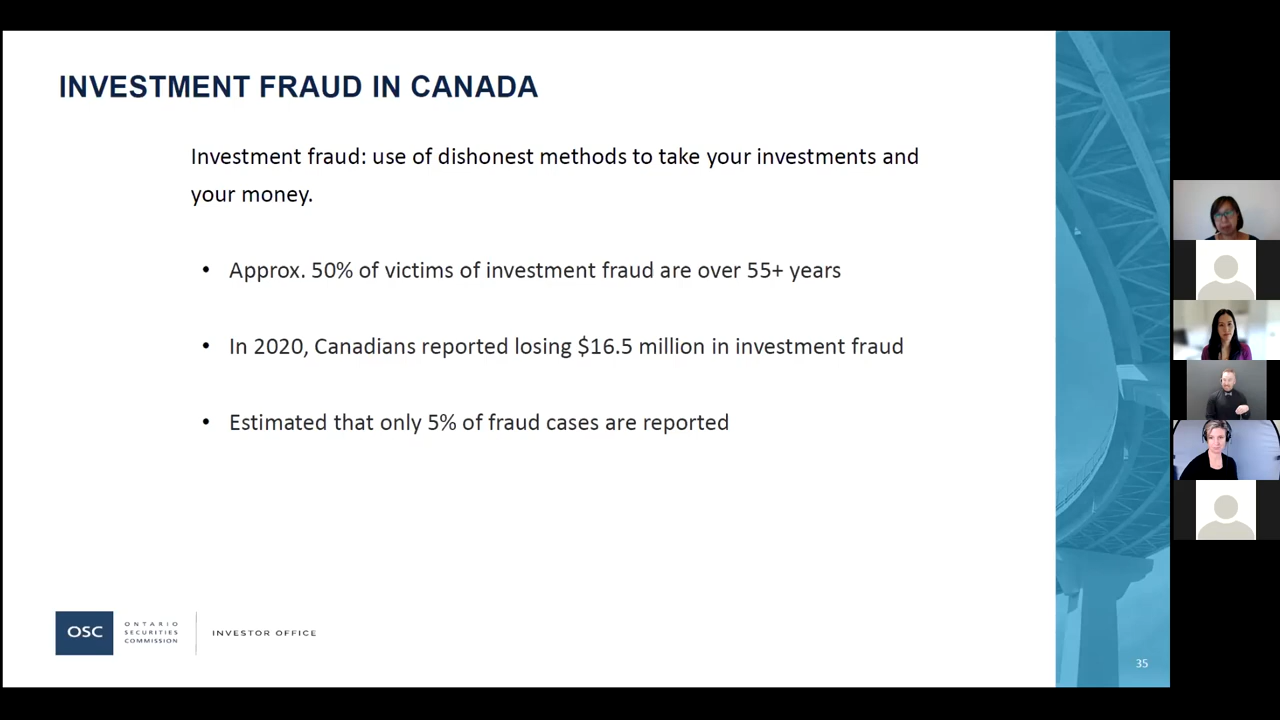 INVESTMENT FRAUD IN CANADA
Investment fraud: use of dishonest methods to take your investments and
your money.
• Approx. 50% of victims of investment fraud are over 55+ years
• In 2020, Canadians reported losing $16.5 million in investment fraud
• Estimated that only 5% of fraud cases are reported
OSC
ONTARIO
SECURITIES
COMMISSION
INVESTOR OFFICE
35